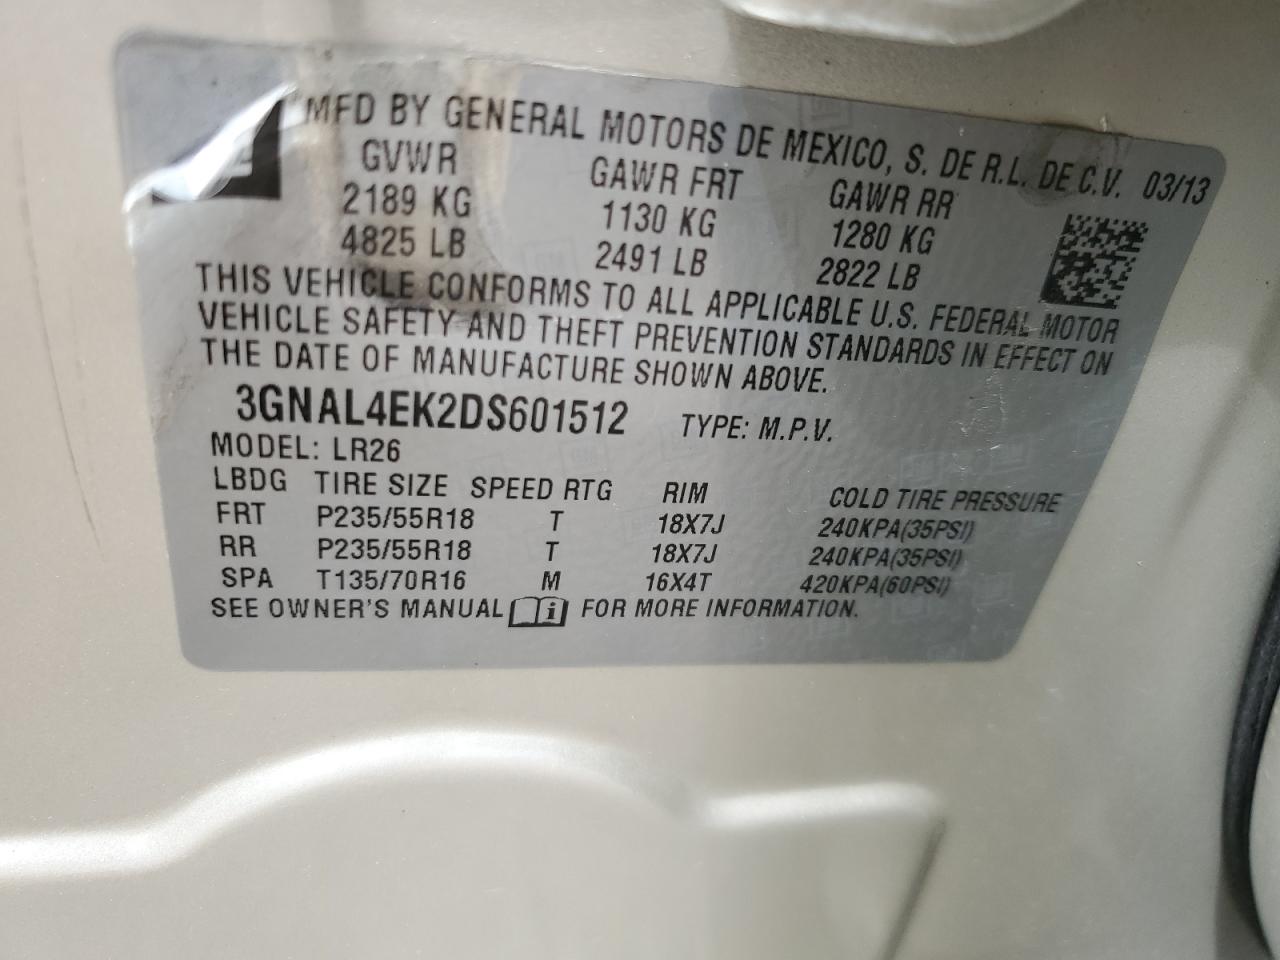 MFD BY GENERAL MOTORS DE MEXICO, S. DE R.L. DE C.V. 03/13
GVWR GAWR FRT GAWR RR
2189 KG 1130 KG 1280 KG
4825 LB 2491 LB 2822 LB
THIS VEHICLE CONFORMS TO ALL APPLICABLE U.S. FEDERAL MOTOR
VEHICLE SAFETY AND THEFT PREVENTION STANDARDS IN EFFECT ON
THE DATE OF MANUFACTURE SHOWN ABOVE.
3GNAL4EK2DS601512 TYPE: M.P.V.
MODEL: LR26
LBDG TIRE SIZE SPEED RTG RIM COLD TIRE PRESSURE
FRT P235/55R18 T 18X7J 240KPA(35PSI)
RR P235/55R18 T 18X7J 240KPA(35PSI)
SPA T135/70R16 M 16X4T 420KPA(60PSI)
SEE OWNER'S MANUAL i FOR MORE INFORMATION.